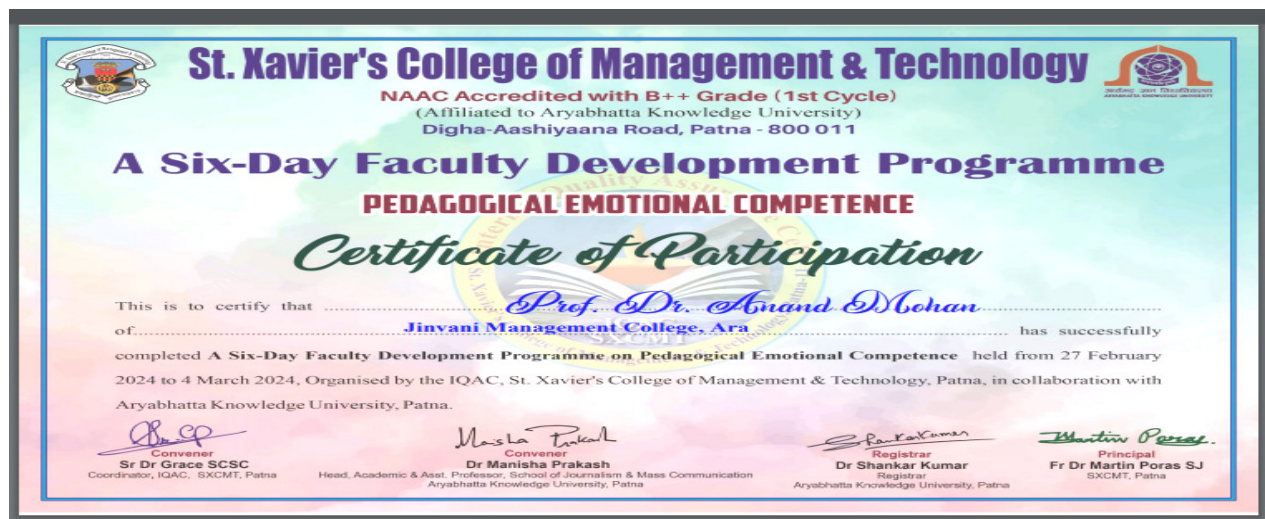 St. Xavier's College of Management & Technology
NAAC Accredited with B++ Grade (1st Cycle)
(Affiliated to Aryabhatta Knowledge University)
Digha-Aashiyaana Road, Patna - 800 011
ARYABHATTA KNOWLEDGE UNIVERSITY
A Six-Day Faculty Development Programme
PEDAGOGICAL EMOTIONAL COMPETENCE
Certificate of Participation
This is to certify that Prof. Dr. Anand Mohan
of Jinvani Management College, Ara has successfully
completed A Six-Day Faculty Development Programme on Pedagogical Emotional Competence held from 27 February
2024 to 4 March 2024, Organised by the IQAC, St. Xavier's College of Management & Technology, Patna, in collaboration with
Aryabhatta Knowledge University, Patna.
Manisha Prakash
Shankar Kumar
Martin Poras.
Convener
Sr Dr Grace SCSC
Coordinator, IQAC, SXCMT, Patna
Convener
Dr Manisha Prakash
Head, Academic & Asst. Professor, School of Journalism & Mass Communication
Aryabhatta Knowledge University, Patna
Registrar
Dr Shankar Kumar
Registrar
Aryabhatta Knowledge University, Patna
Principal
Fr Dr Martin Poras SJ
SXCMT, Patna